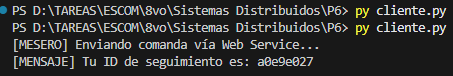 PS D:\TAREAS\ESCOM\8vo\Sistemas Distribuidos\P6> py cliente.py
PS D:\TAREAS\ESCOM\8vo\Sistemas Distribuidos\P6> py cliente.py
[MESERO] Enviando comanda vía Web Service...
[MENSAJE] Tu ID de seguimiento es: a0e9e027